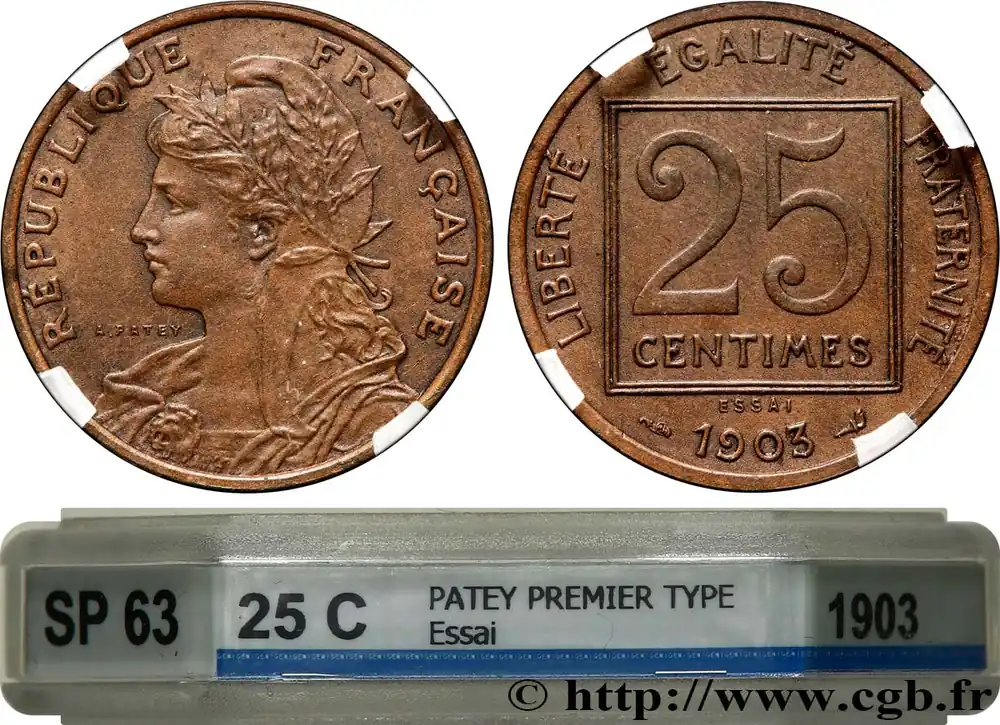 RÉPUBLIQUE FRANÇAISE
A. PATEY
LIBERTÉ ÉGALITÉ FRATERNITÉ
25
CENTIMES
ESSAI
1903
SP 63
25 C
PATEY PREMIER TYPE
Essai
1903
© http://www.cgb.fr